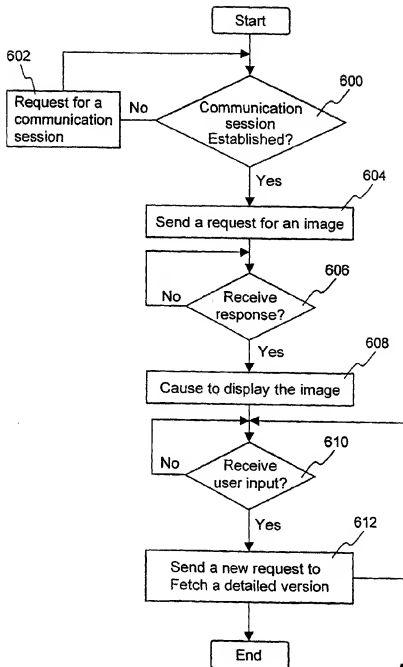 Start
602
600
Request for a
communication
session
No
Communication
session
Established?
Yes
604
Send a request for an image
606
No
Receive
response?
Yes
608
Cause to display the image
610
No
Receive
user input?
Yes
612
Send a new request to
Fetch a detailed version
End